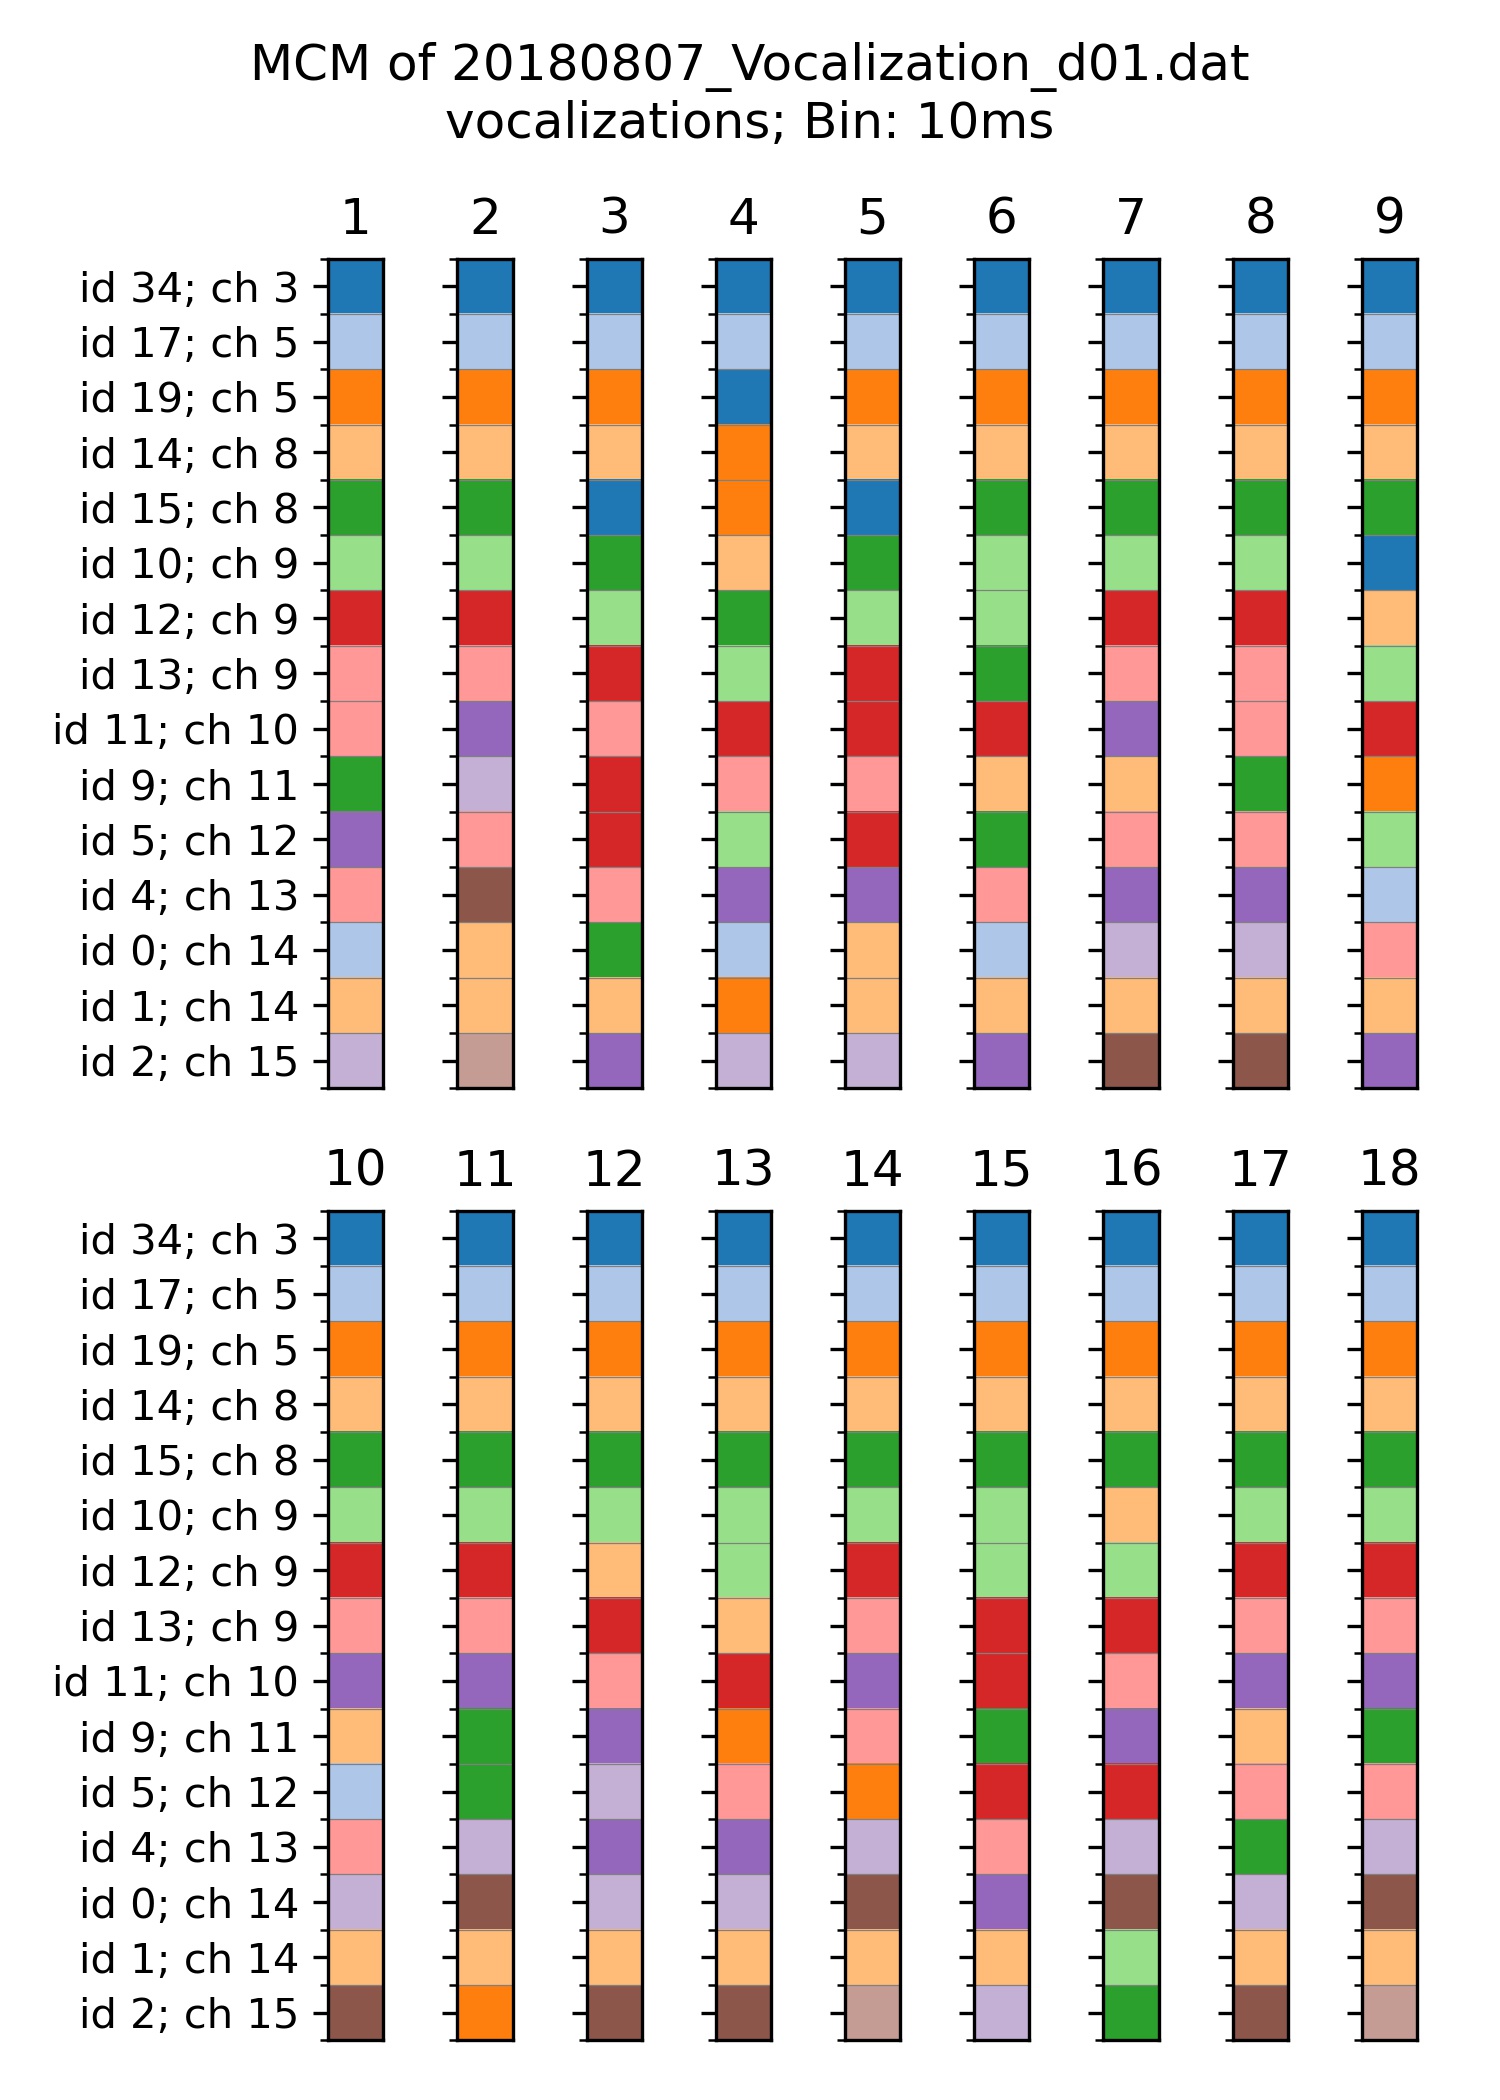 MCM of 20180807_Vocalization_d01.dat
vocalizations; Bin: 10ms
1 2 3 4 5 6 7 8 9
id 34; ch 3
id 17; ch 5
id 19; ch 5
id 14; ch 8
id 15; ch 8
id 10; ch 9
id 12; ch 9
id 13; ch 9
id 11; ch 10
id 9; ch 11
id 5; ch 12
id 4; ch 13
id 0; ch 14
id 1; ch 14
id 2; ch 15
10 11 12 13 14 15 16 17 18
id 34; ch 3
id 17; ch 5
id 19; ch 5
id 14; ch 8
id 15; ch 8
id 10; ch 9
id 12; ch 9
id 13; ch 9
id 11; ch 10
id 9; ch 11
id 5; ch 12
id 4; ch 13
id 0; ch 14
id 1; ch 14
id 2; ch 15